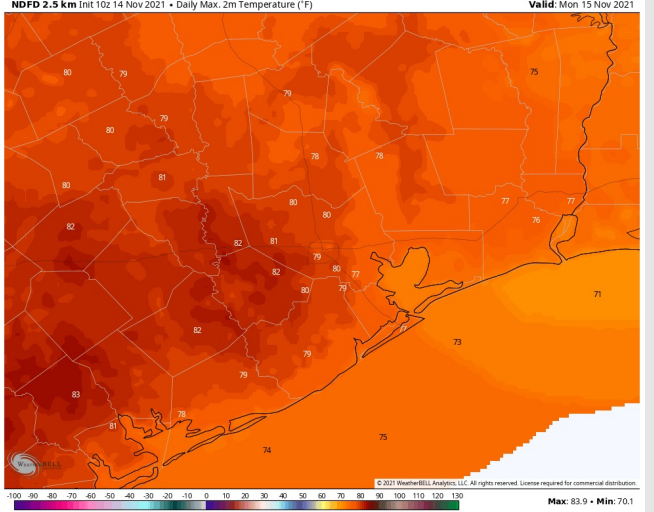 NDFD 2.5 km Init 10z 14 Nov 2021 • Daily Max. 2m Temperature (°F)
Valid: Mon 15 Nov 2021
80 79 75
79
79
80
78 78
81
80
77 77
80
80 76
82
82 81
79
82 80 77
80 79
71
82 77
73
79
79
83
78
81
75
74
WeatherBELL
© 2021 WeatherBELL Analytics, LLC. All rights reserved. License required for commercial distribution.
-100 -90 -80 -70 -60 -50 -40 -30 -20 -10 0 10 20 30 40 50 60 70 80 90 100 110 120 130
Max: 83.9 • Min: 70.1